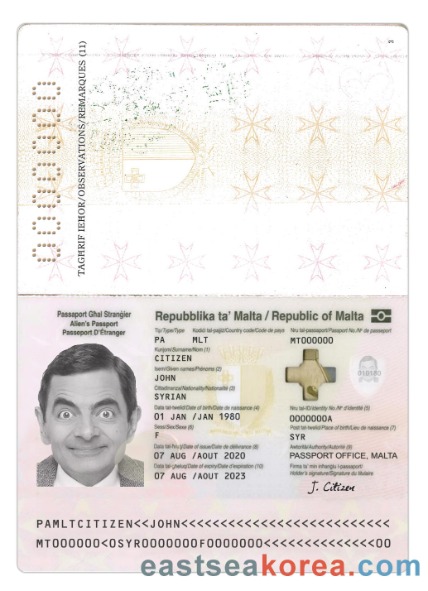 TAGHRIF IEHOR/OBSERVATIONS/REMARQUES (11)
Passaport Għal Stranġier
Alien's Passport
Passeport D'Étranger
Repubblika ta' Malta / Republic of Malta
Tip/Type/Type Kodiċi tal-pajjiż/Country code/Code de pays Nru tal-passaport/Passport No./Nº de passeport
PA MLT MT000000
Kunjom/Surname/Nom (1)
CITIZEN
Isem/Given names/Prénoms (2)
JOHN
Ċittadinanza/Nationality/Nationalité (3)
SYRIAN
Data tat-twelid/Date of birth/Date de naissance (4) Nru tal-ID/Identity No./Nº d'identité (5)
01 JAN /JAN 1980 0000000A
Sess/Sex/Sexe (6) Post tat-twelid/Place of birth/Lieu de naissance (7)
F SYR
Data tal-ħruġ/Date of issue/Date de délivrance (8) Awtorità/Authority/Autorité (9)
07 AUG /AOUT 2020 PASSPORT OFFICE, MALTA
Data tal-għeluq/Date of expiry/Date d'expiration (10) Firma ta' min inħareġlu l-passaport/
07 AUG /AOUT 2023 Holder's signature/Signature du titulaire
J. Citizen
PAMLTCITIZEN<<JOHN<<<<<<<<<<<<<<<<<<<<<<<<<<
MT000000<0SYR0000000F0000000<<<<<<<<<<<<<<00
eastseakorea.com